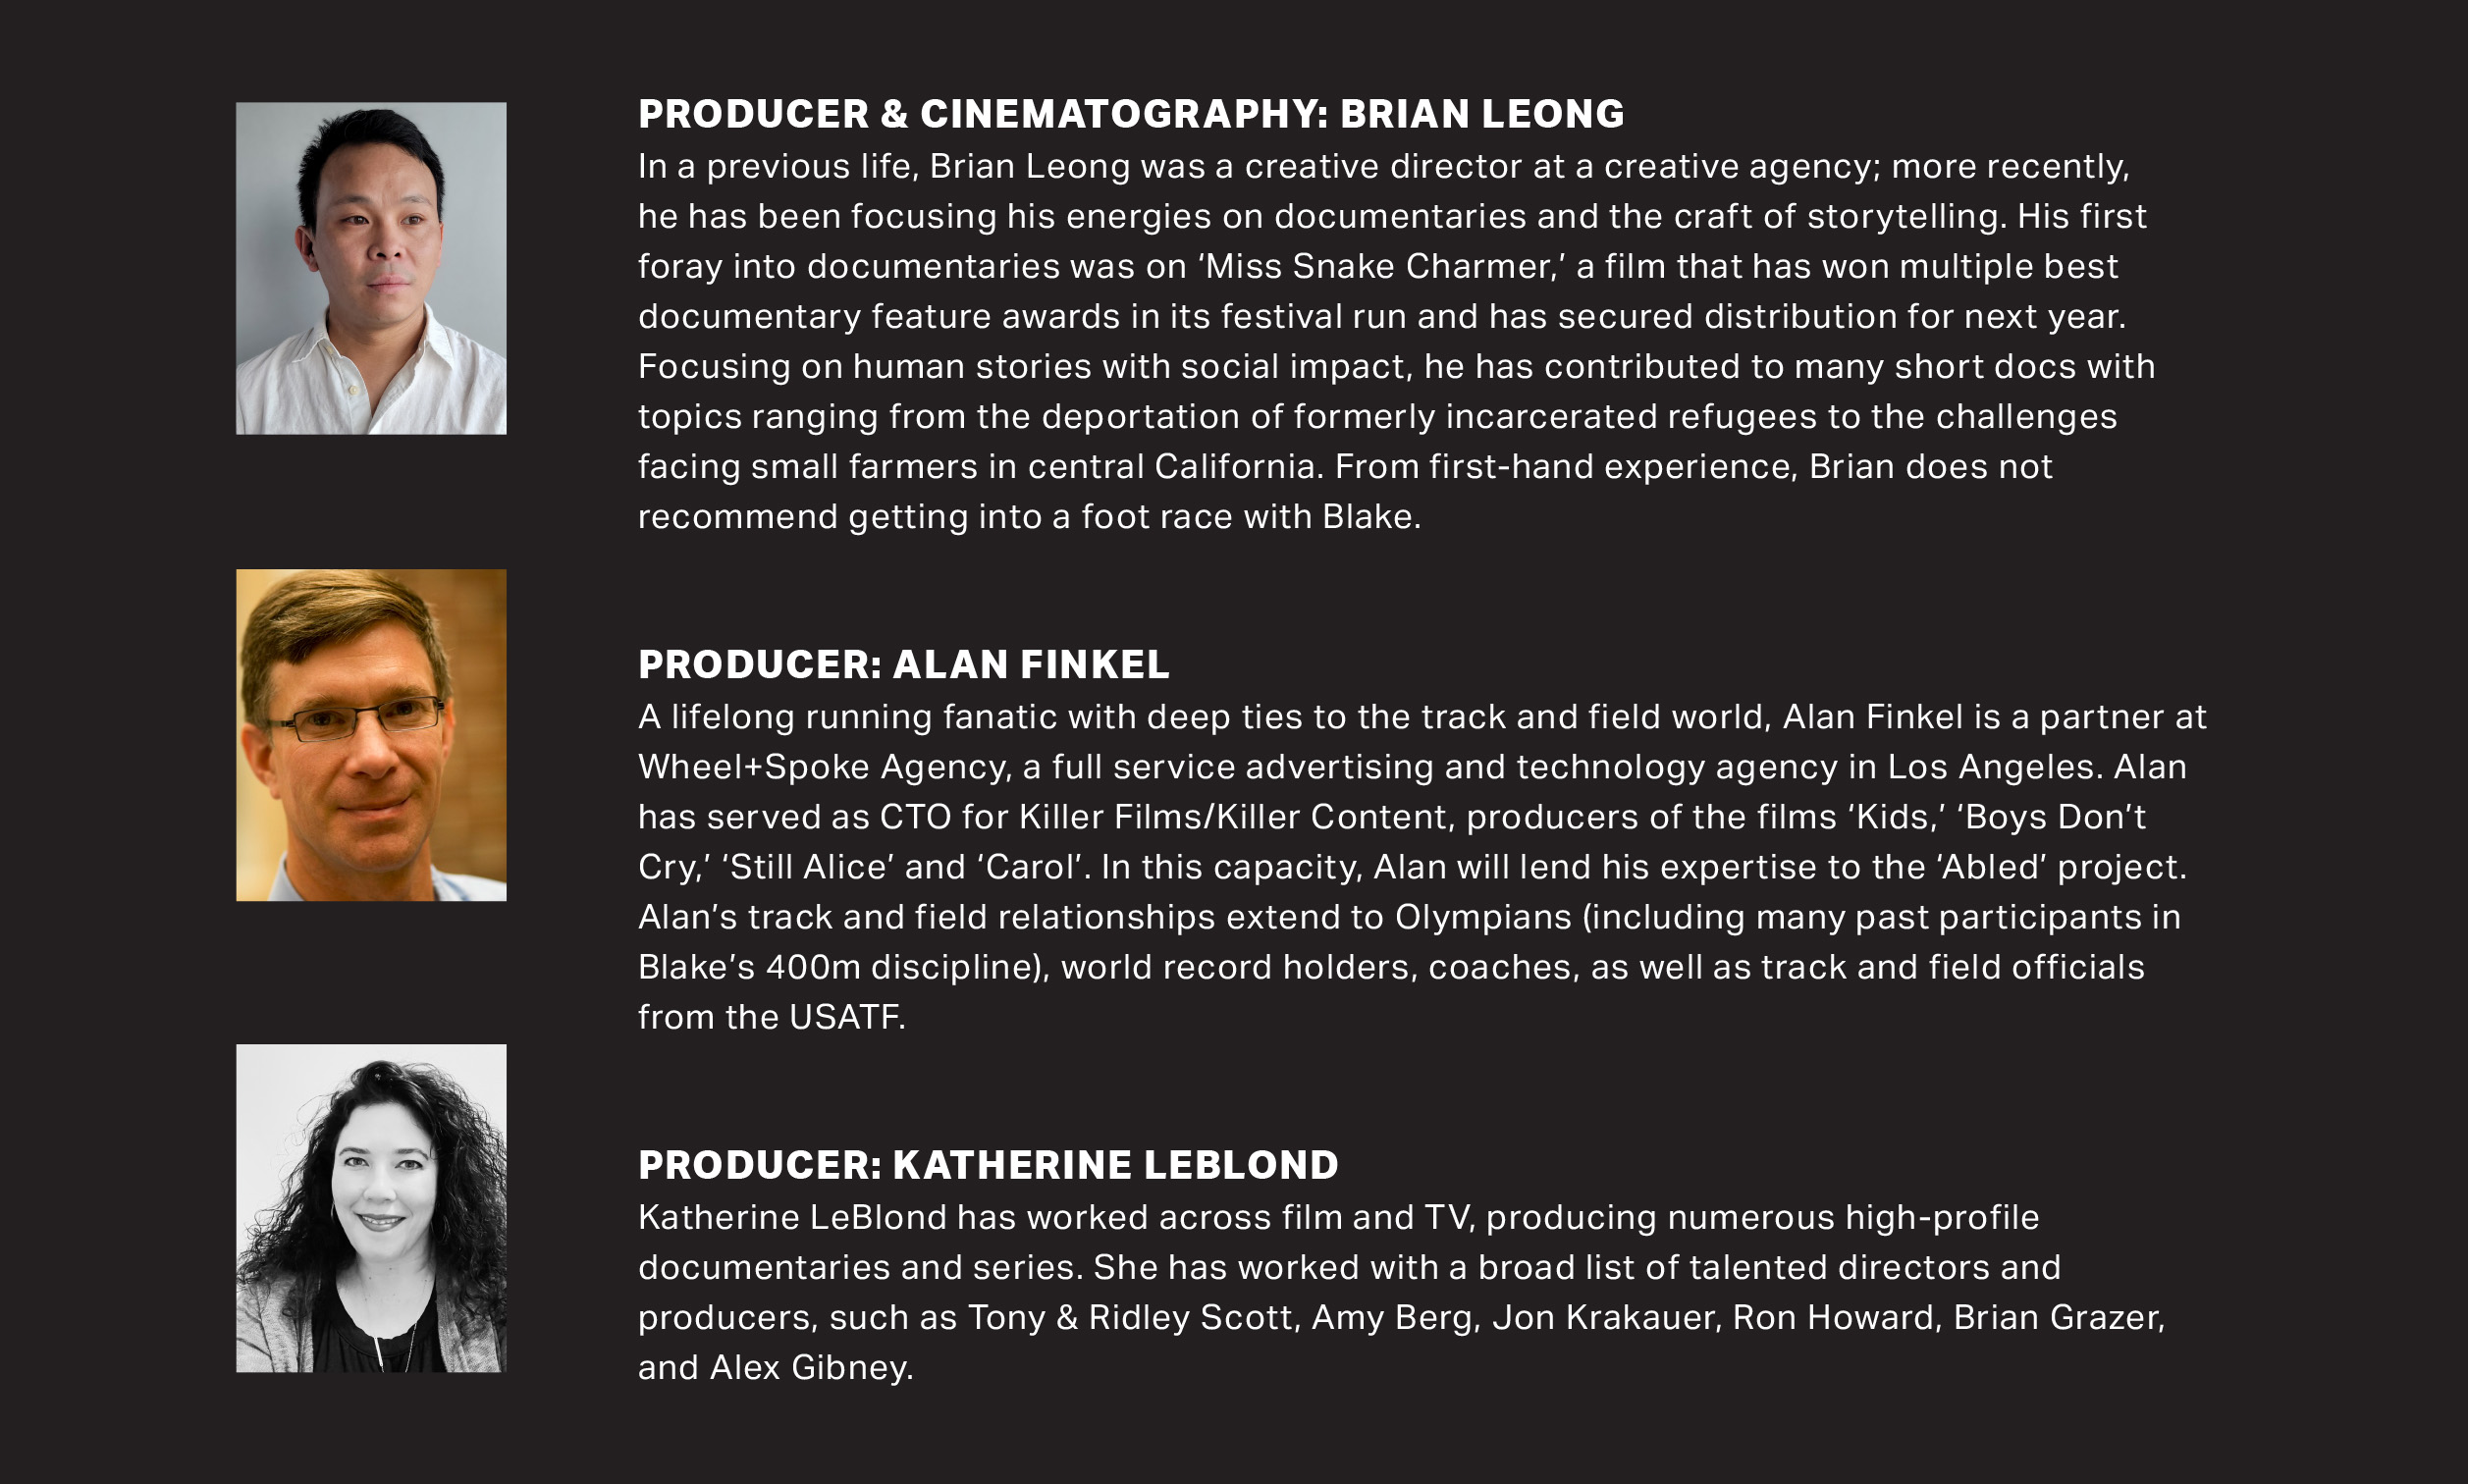 PRODUCER & CINEMATOGRAPHY: BRIAN LEONG
In a previous life, Brian Leong was a creative director at a creative agency; more recently,
he has been focusing his energies on documentaries and the craft of storytelling. His first
foray into documentaries was on ‘Miss Snake Charmer,’ a film that has won multiple best
documentary feature awards in its festival run and has secured distribution for next year.
Focusing on human stories with social impact, he has contributed to many short docs with
topics ranging from the deportation of formerly incarcerated refugees to the challenges
facing small farmers in central California. From first-hand experience, Brian does not
recommend getting into a foot race with Blake.
PRODUCER: ALAN FINKEL
A lifelong running fanatic with deep ties to the track and field world, Alan Finkel is a partner at
Wheel+Spoke Agency, a full service advertising and technology agency in Los Angeles. Alan
has served as CTO for Killer Films/Killer Content, producers of the films ‘Kids,’ ‘Boys Don’t
Cry,’ ‘Still Alice’ and ‘Carol’. In this capacity, Alan will lend his expertise to the ‘Abled’ project.
Alan’s track and field relationships extend to Olympians (including many past participants in
Blake’s 400m discipline), world record holders, coaches, as well as track and field officials
from the USATF.
PRODUCER: KATHERINE LEBLOND
Katherine LeBlond has worked across film and TV, producing numerous high-profile
documentaries and series. She has worked with a broad list of talented directors and
producers, such as Tony & Ridley Scott, Amy Berg, Jon Krakauer, Ron Howard, Brian Grazer,
and Alex Gibney.